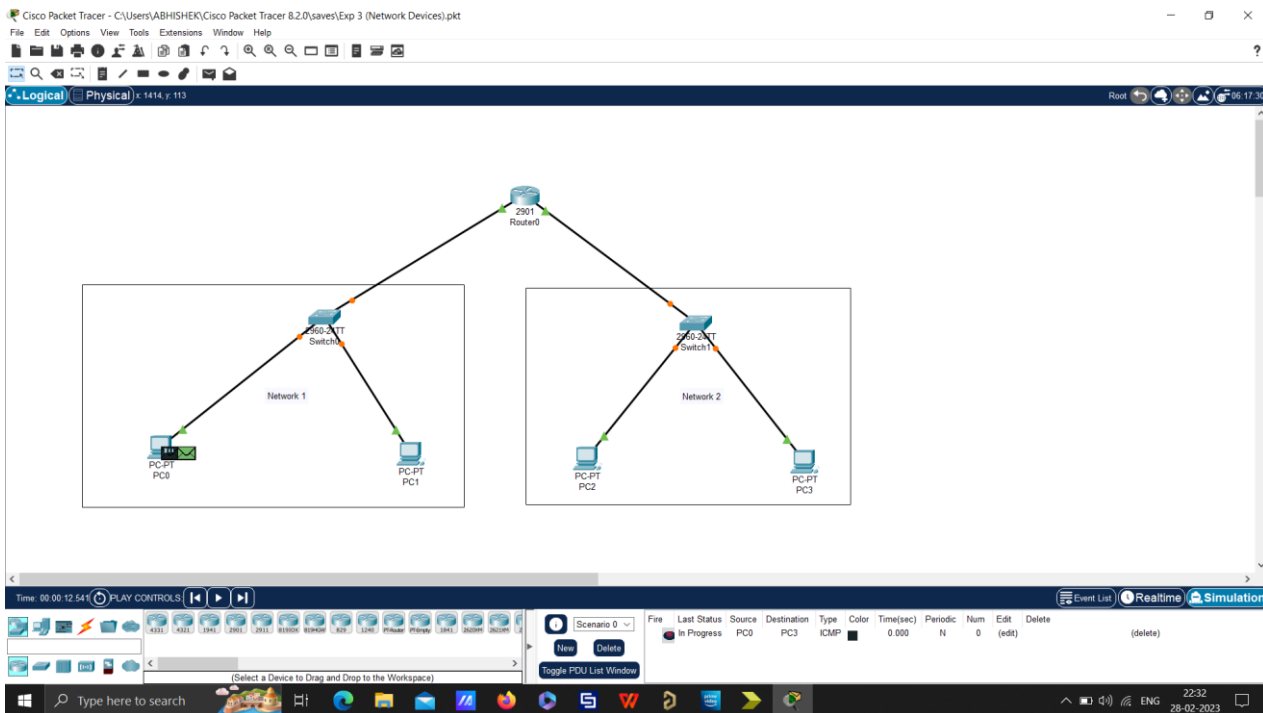 Cisco Packet Tracer - C:\Users\ABHISHEK\Cisco Packet Tracer 8.2.0\saves\Exp 3 (Network Devices).pkt
File Edit Options View Tools Extensions Window Help
?
Logical Physical x: 1414, y: 113
Root 06:17:30
2901
Router0
2960-24TT
Switch0
2960-24TT
Switch1
Network 1
Network 2
PC-PT
PC0
PC-PT
PC1
PC-PT
PC2
PC-PT
PC3
Time: 00:00:12.541 PLAY CONTROLS:
Event List Realtime Simulation
4331 4321 1941 2901 2911 819IOX 819HGW 829 1240 PT-Router PT-Empty 1841 2620XM 2621XM
(Select a Device to Drag and Drop to the Workspace)
Scenario 0
New Delete
Toggle PDU List Window
Fire Last Status Source Destination Type Color Time(sec) Periodic Num Edit Delete
In Progress PC0 PC3 ICMP 0.000 N 0 (edit) (delete)
Type here to search
ENG
22:32
28-02-2023